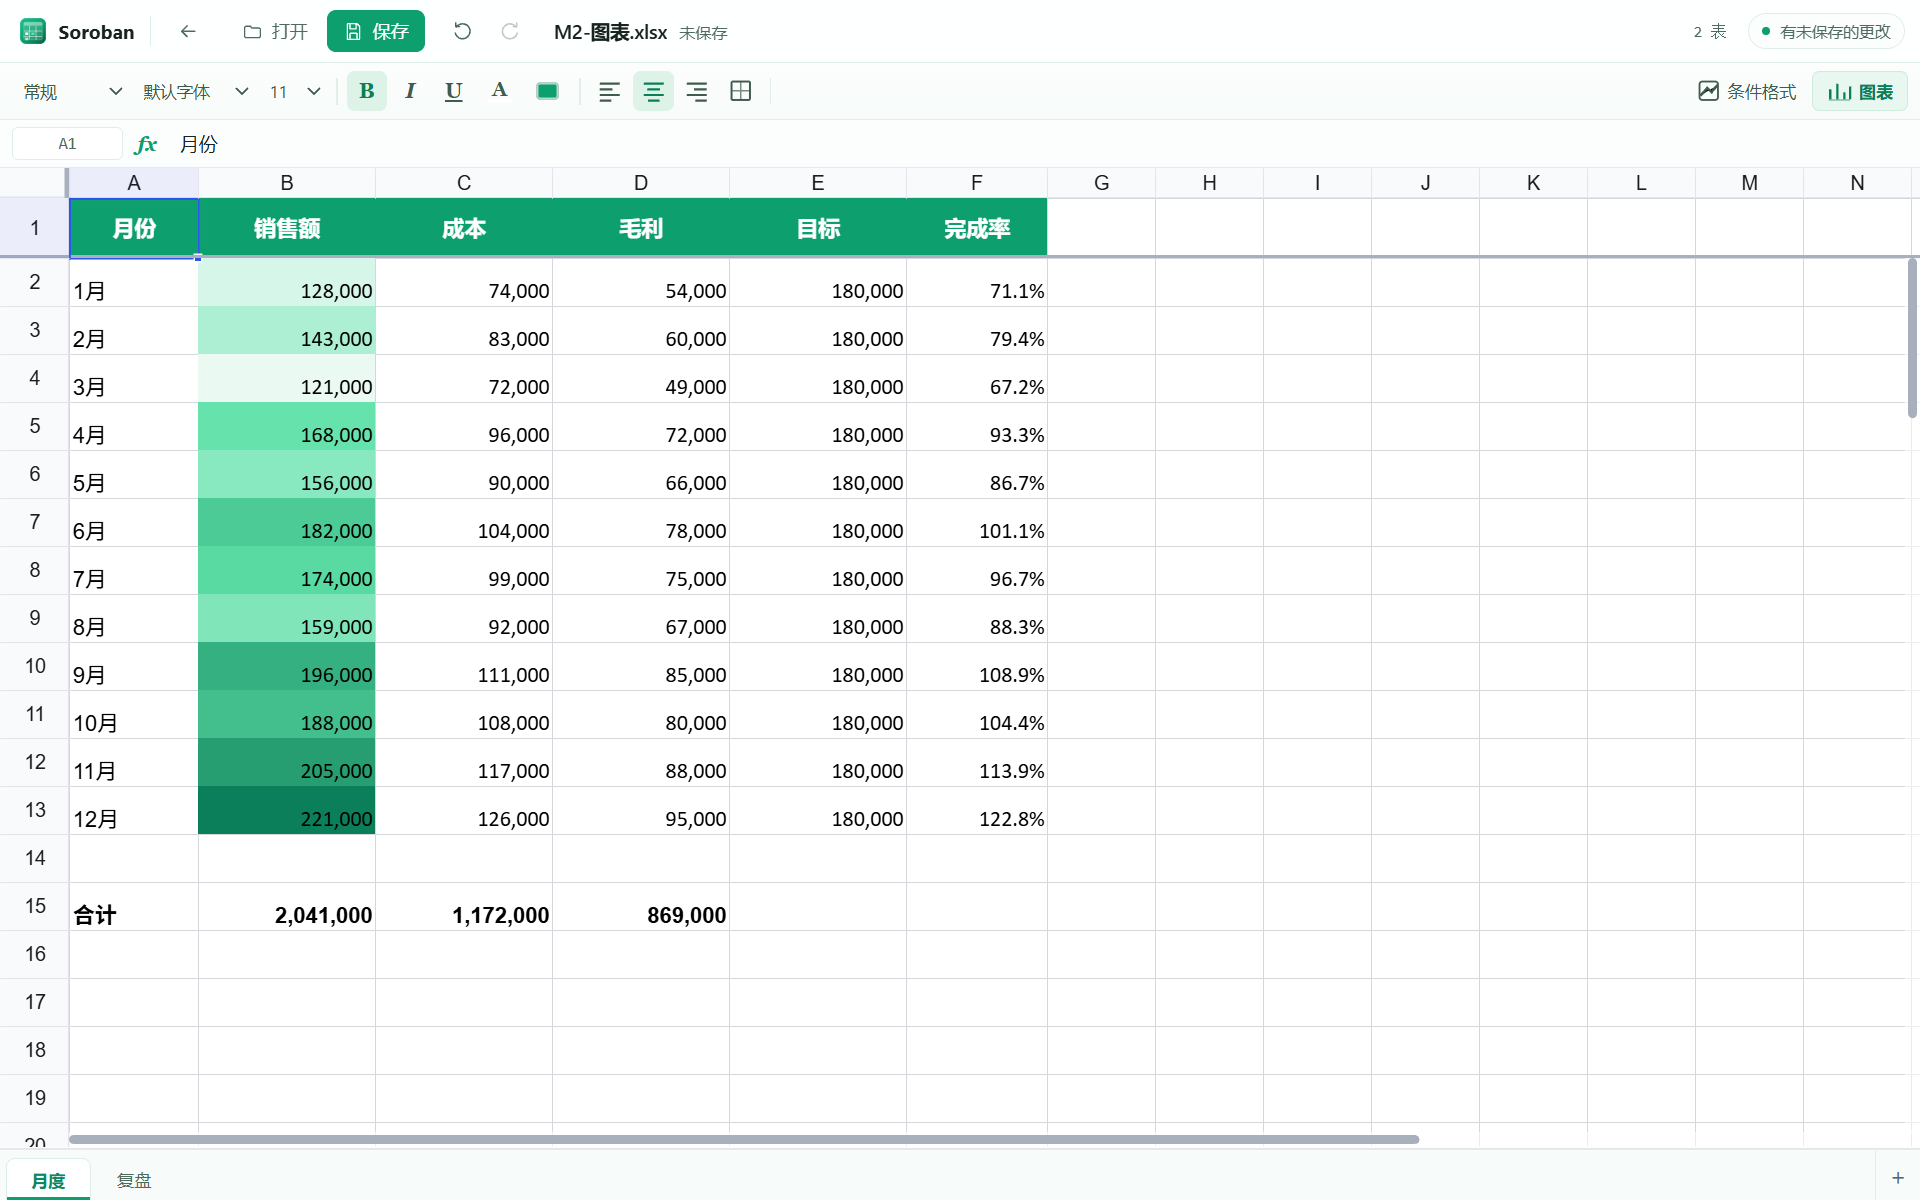 Soroban
打开
保存
M2-图表.xlsx 未保存
2 表
有未保存的更改
常规
默认字体
11
B I U A
条件格式
图表
A1
fx
月份
A B C D E F G H I J K L M N
1 月份 销售额 成本 毛利 目标 完成率
2 1月 128,000 74,000 54,000 180,000 71.1%
3 2月 143,000 83,000 60,000 180,000 79.4%
4 3月 121,000 72,000 49,000 180,000 67.2%
5 4月 168,000 96,000 72,000 180,000 93.3%
6 5月 156,000 90,000 66,000 180,000 86.7%
7 6月 182,000 104,000 78,000 180,000 101.1%
8 7月 174,000 99,000 75,000 180,000 96.7%
9 8月 159,000 92,000 67,000 180,000 88.3%
10 9月 196,000 111,000 85,000 180,000 108.9%
11 10月 188,000 108,000 80,000 180,000 104.4%
12 11月 205,000 117,000 88,000 180,000 113.9%
13 12月 221,000 126,000 95,000 180,000 122.8%
14
15 合计 2,041,000 1,172,000 869,000
16
17
18
19
20
月度 复盘 +